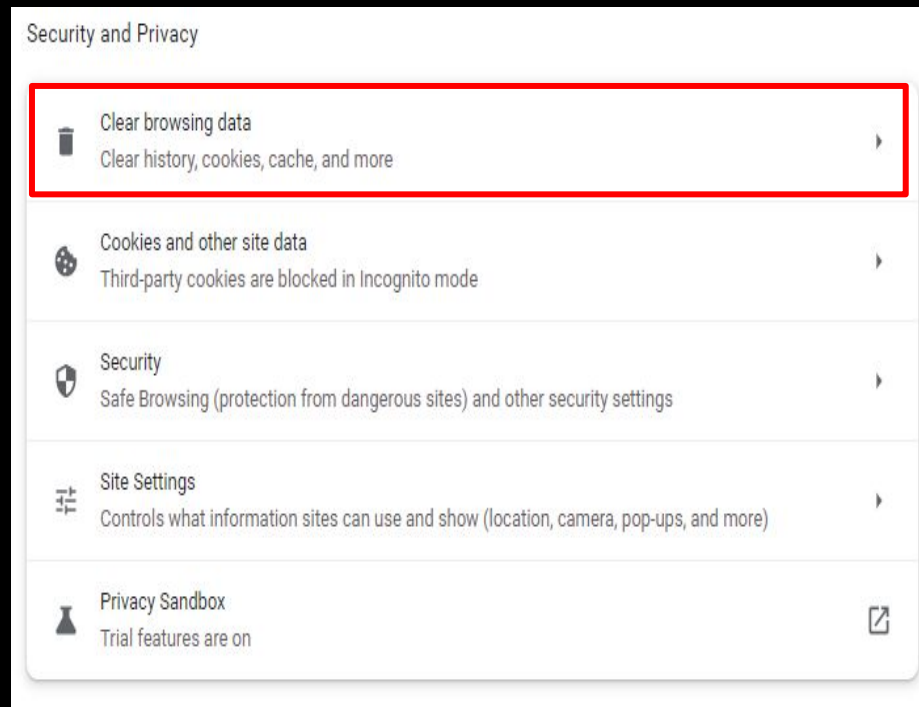 Security and Privacy
Clear browsing data
Clear history, cookies, cache, and more
Cookies and other site data
Third-party cookies are blocked in Incognito mode
Security
Safe Browsing (protection from dangerous sites) and other security settings
Site Settings
Controls what information sites can use and show (location, camera, pop-ups, and more)
Privacy Sandbox
Trial features are on